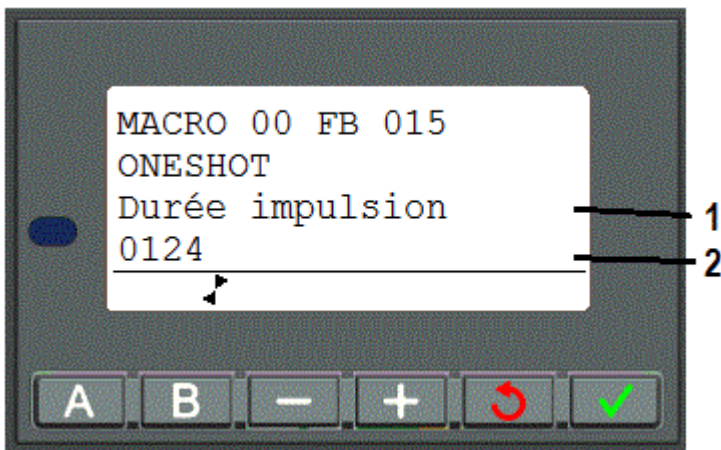 MACRO 00 FB 015
ONESHOT
Durée impulsion
0124
1
2
A B − +